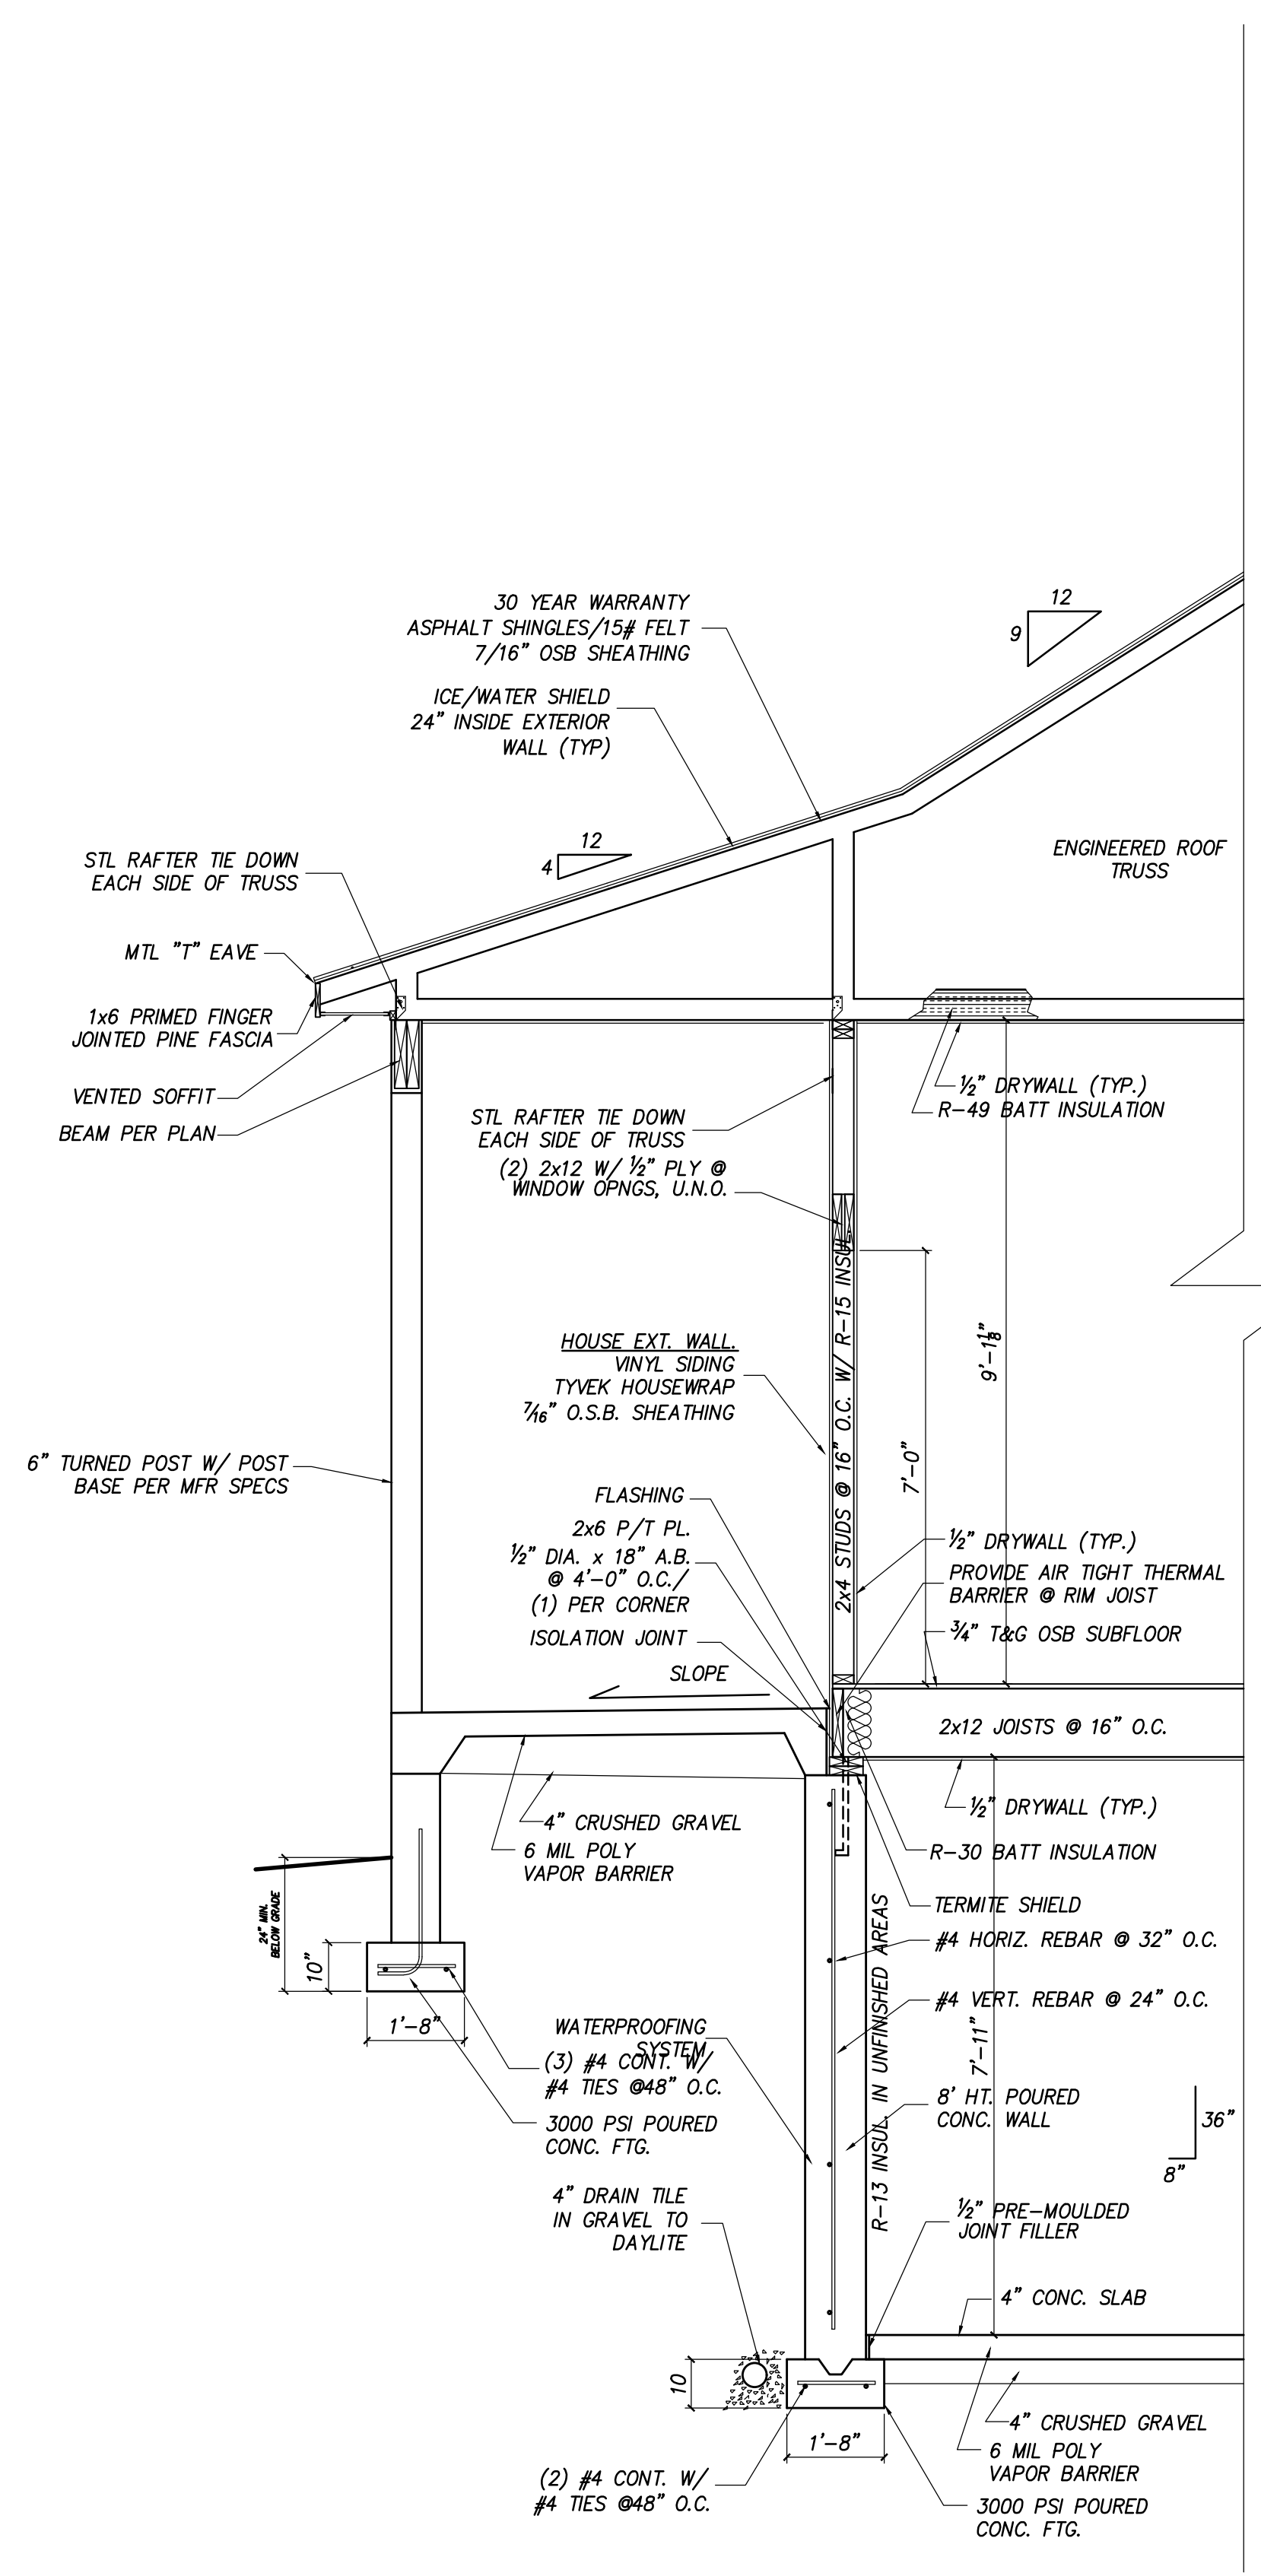 12
9
30 YEAR WARRANTY
ASPHALT SHINGLES/15# FELT
7/16" OSB SHEATHING
ICE/WATER SHIELD
24" INSIDE EXTERIOR
WALL (TYP)
12
4
ENGINEERED ROOF
TRUSS
STL RAFTER TIE DOWN
EACH SIDE OF TRUSS
MTL "T" EAVE
1x6 PRIMED FINGER
JOINTED PINE FASCIA
VENTED SOFFIT
BEAM PER PLAN
½" DRYWALL (TYP.)
R-49 BATT INSULATION
STL RAFTER TIE DOWN
EACH SIDE OF TRUSS
(2) 2x12 W/ ½" PLY @
WINDOW OPNGS, U.N.O.
2x4 STUDS @ 16" O.C. W/ R-15 INSUL.
9'-1⅛"
7'-0"
HOUSE EXT. WALL.
VINYL SIDING
TYVEK HOUSEWRAP
7⁄16" O.S.B. SHEATHING
6" TURNED POST W/ POST
BASE PER MFR SPECS
FLASHING
2x6 P/T PL.
½" DIA. x 18" A.B.
@ 4'-0" O.C./
(1) PER CORNER
ISOLATION JOINT
SLOPE
½" DRYWALL (TYP.)
PROVIDE AIR TIGHT THERMAL
BARRIER @ RIM JOIST
¾" T&G OSB SUBFLOOR
2x12 JOISTS @ 16" O.C.
½" DRYWALL (TYP.)
4" CRUSHED GRAVEL
6 MIL POLY
VAPOR BARRIER
R-30 BATT INSULATION
TERMITE SHIELD
24" MIN.
BELOW GRADE
10"
1'-8"
#4 HORIZ. REBAR @ 32" O.C.
#4 VERT. REBAR @ 24" O.C.
R-13 INSUL. IN UNFINISHED AREAS
7'-11"
WATERPROOFING
SYSTEM
(3) #4 CONT. W/
#4 TIES @48" O.C.
3000 PSI POURED
CONC. FTG.
8' HT. POURED
CONC. WALL
36"
8"
4" DRAIN TILE
IN GRAVEL TO
DAYLITE
½" PRE-MOULDED
JOINT FILLER
4" CONC. SLAB
10
1'-8"
4" CRUSHED GRAVEL
6 MIL POLY
VAPOR BARRIER
(2) #4 CONT. W/
#4 TIES @48" O.C.
3000 PSI POURED
CONC. FTG.